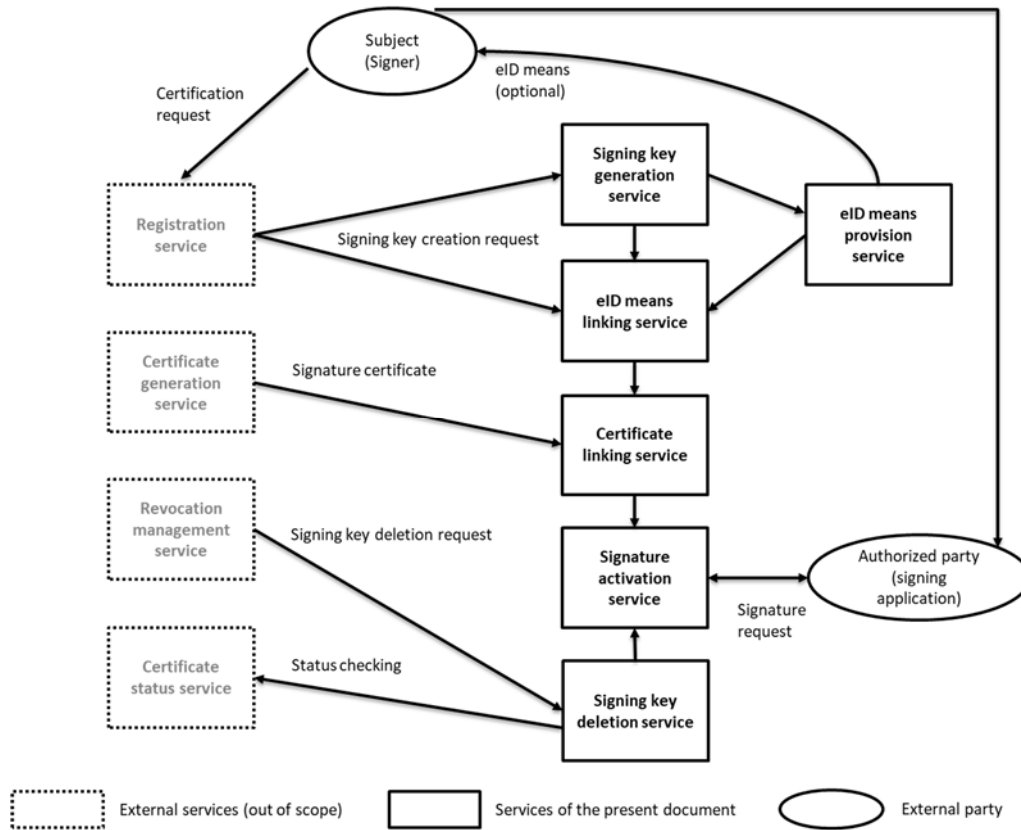 Subject
(Signer)
eID means
(optional)
Certification
request
Signing key
generation
service
Registration
service
eID means
provision
service
Signing key creation request
eID means
linking service
Certificate
generation
service
Signature certificate
Certificate
linking service
Revocation
management
service
Signing key deletion request
Signature
activation
service
Authorized party
(signing
application)
Signature
request
Certificate
status service
Status checking
Signing key
deletion service
External services (out of scope)
Services of the present document
External party